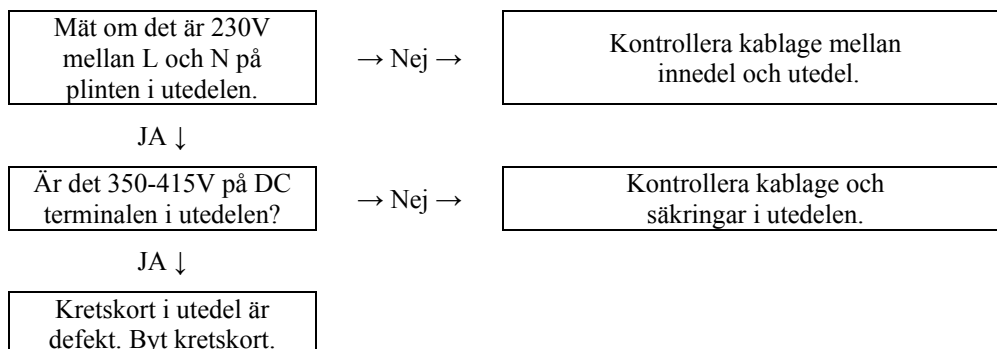 Mät om det är 230V
mellan L och N på
plinten i utedelen.
→ Nej →
Kontrollera kablage mellan
innedel och utedel.
JA ↓
Är det 350-415V på DC
terminalen i utedelen?
→ Nej →
Kontrollera kablage och
säkringar i utedelen.
JA ↓
Kretskort i utedel är
defekt. Byt kretskort.